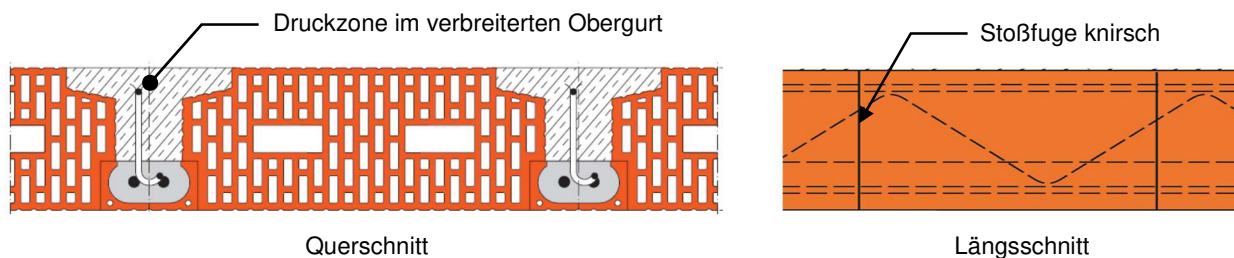 Druckzone im verbreiterten Obergurt
Stoßfuge knirsch
Querschnitt
Längsschnitt